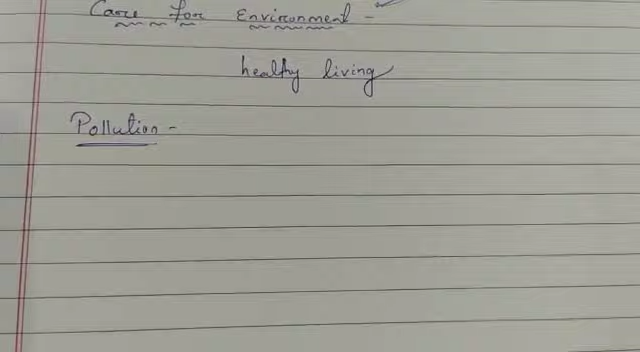 Care for Environment -
healthy living
Pollution -